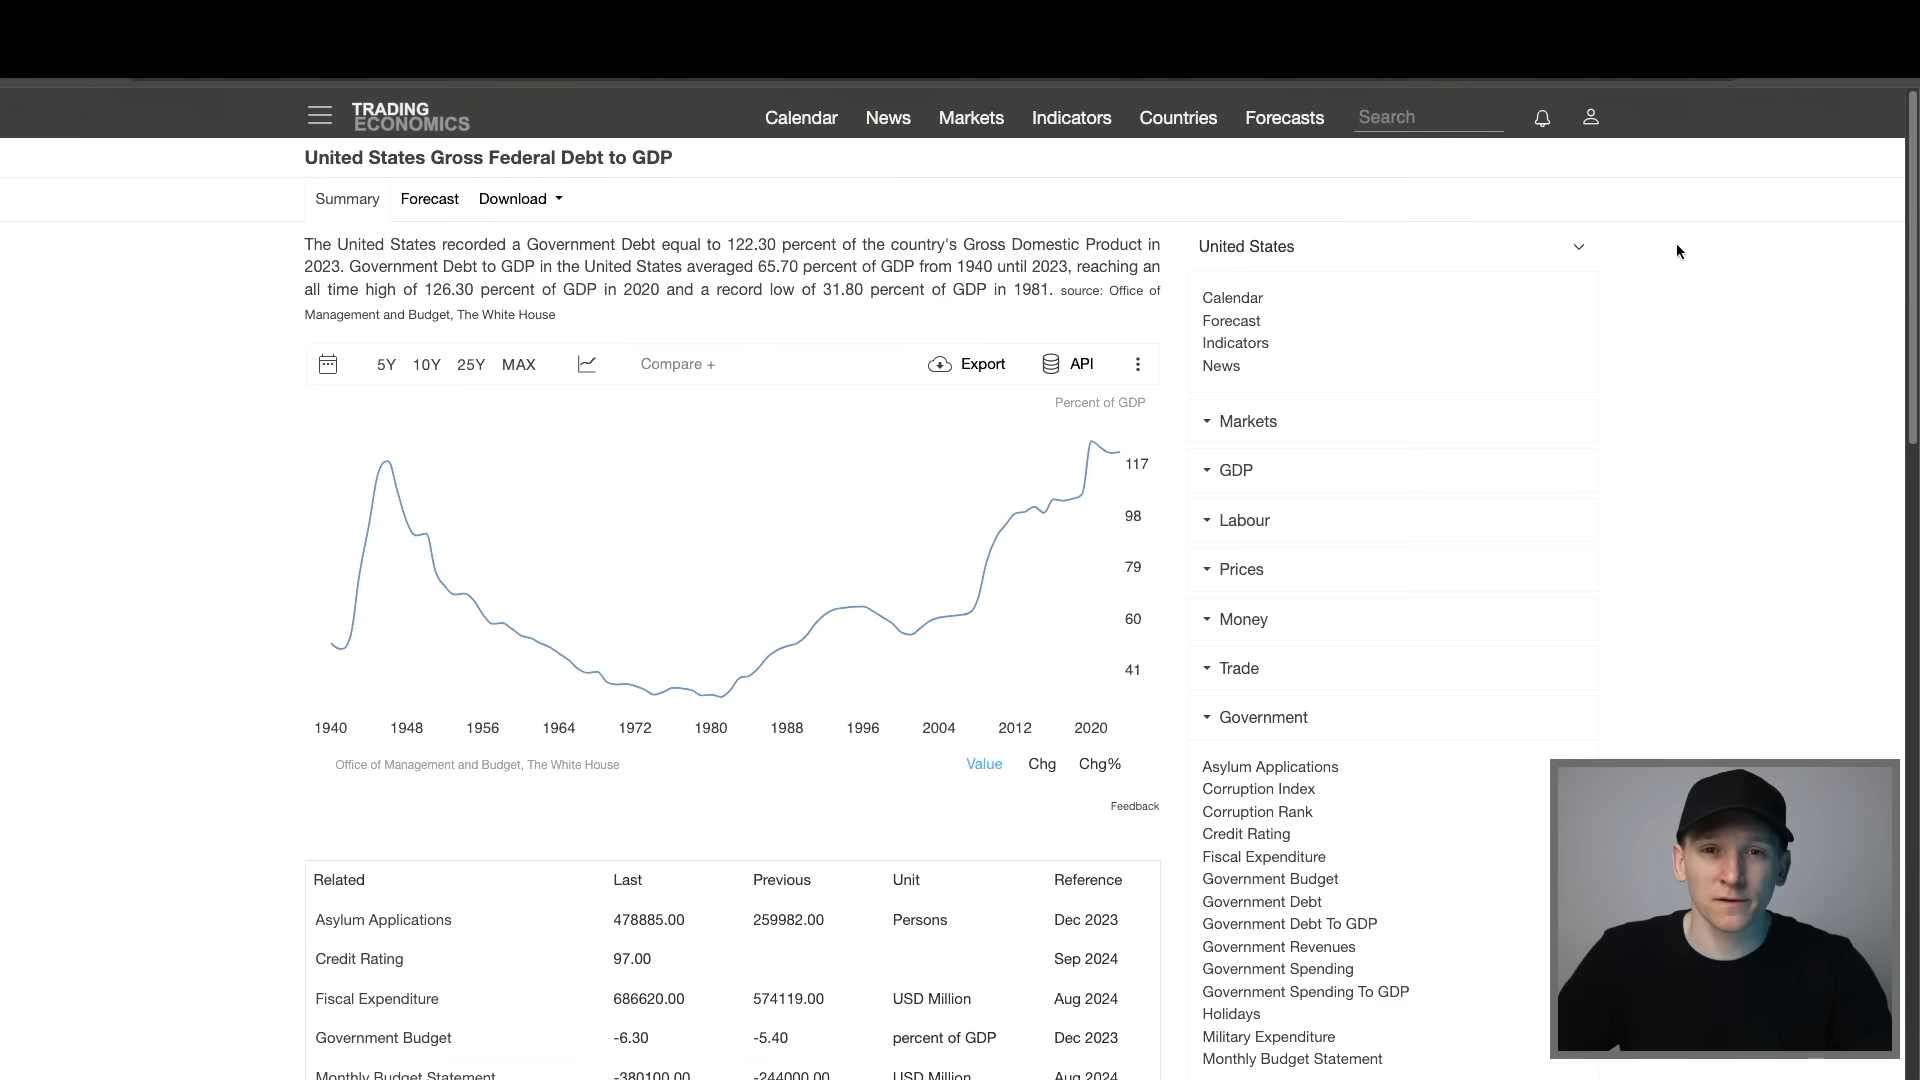 TRADING
ECONOMICS
Calendar News Markets Indicators Countries Forecasts Search
United States Gross Federal Debt to GDP
Summary Forecast Download
The United States recorded a Government Debt equal to 122.30 percent of the country's Gross Domestic Product in
2023. Government Debt to GDP in the United States averaged 65.70 percent of GDP from 1940 until 2023, reaching an
all time high of 126.30 percent of GDP in 2020 and a record low of 31.80 percent of GDP in 1981. source: Office of
Management and Budget, The White House
5Y 10Y 25Y MAX Compare + Export API
Percent of GDP
117
98
79
60
41
1940 1948 1956 1964 1972 1980 1988 1996 2004 2012 2020
Office of Management and Budget, The White House
Value Chg Chg%
Feedback
Related Last Previous Unit Reference
Asylum Applications 478885.00 259982.00 Persons Dec 2023
Credit Rating 97.00 Sep 2024
Fiscal Expenditure 686620.00 574119.00 USD Million Aug 2024
Government Budget -6.30 -5.40 percent of GDP Dec 2023
Monthly Budget Statement -380100.00 -244000.00 USD Million Aug 2024
United States
Calendar
Forecast
Indicators
News
Markets
GDP
Labour
Prices
Money
Trade
Government
Asylum Applications
Corruption Index
Corruption Rank
Credit Rating
Fiscal Expenditure
Government Budget
Government Debt
Government Debt To GDP
Government Revenues
Government Spending
Government Spending To GDP
Holidays
Military Expenditure
Monthly Budget Statement